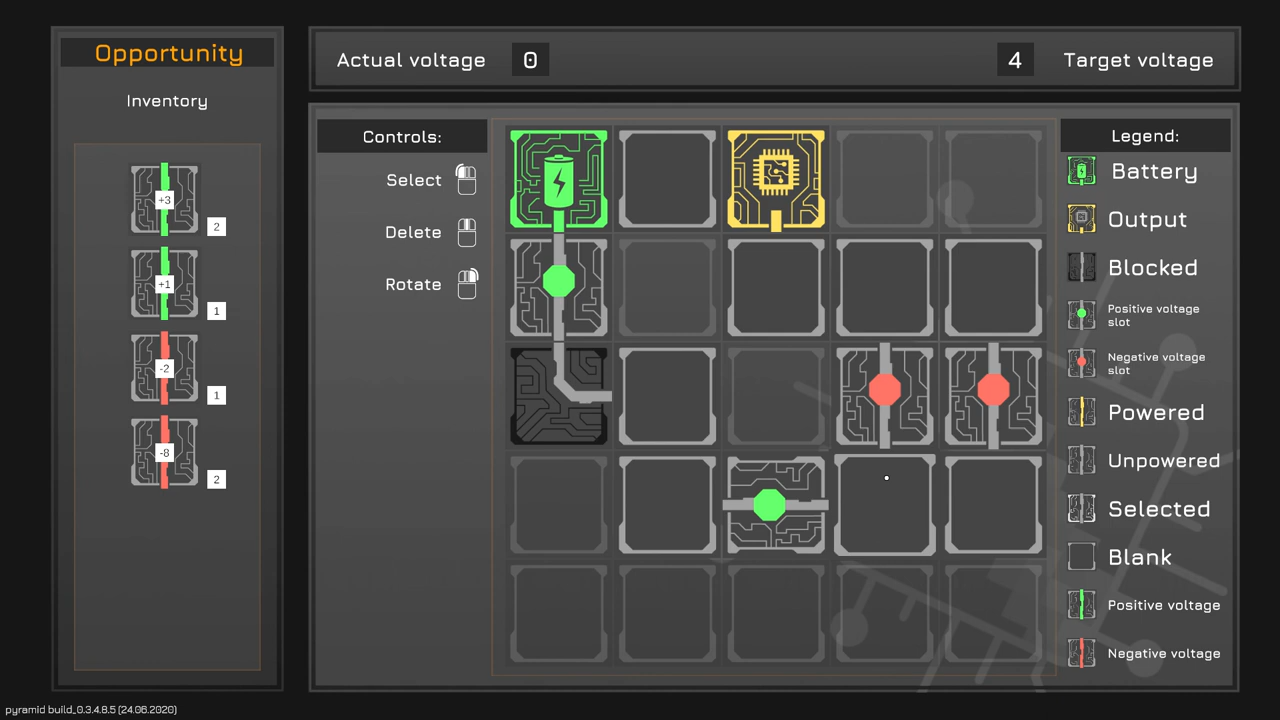 Opportunity
Inventory
+3
2
+1
1
-2
1
-8
2
Actual voltage 0
4 Target voltage
Controls:
Select
Delete
Rotate
Legend:
Battery
Output
Blocked
Positive voltage
slot
Negative voltage
slot
Powered
Unpowered
Selected
Blank
Positive voltage
Negative voltage
pyramid build_0.3.4.8.5 (24.06.2020)